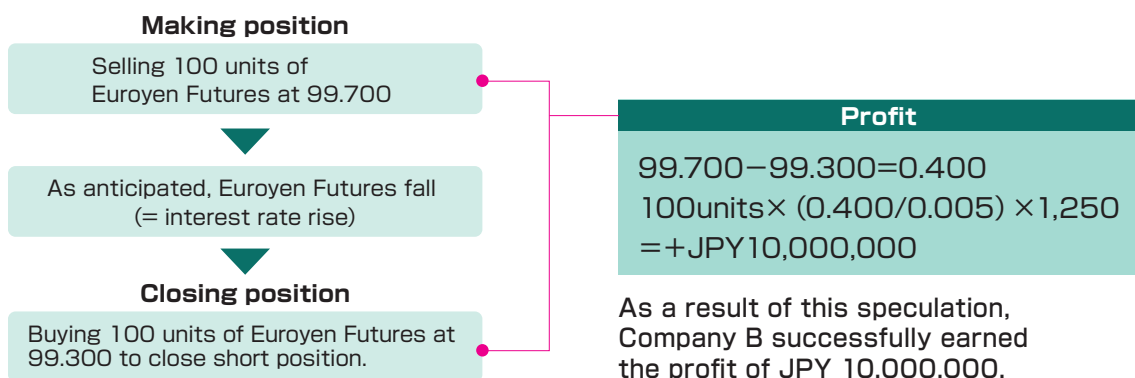 Making position
Selling 100 units of
Euroyen Futures at 99.700
As anticipated, Euroyen Futures fall
(= interest rate rise)
Closing position
Buying 100 units of Euroyen Futures at
99.300 to close short position.
Profit
99.700−99.300=0.400
100units× (0.400/0.005) ×1,250
=+JPY10,000,000
As a result of this speculation,
Company B successfully earned
the profit of JPY 10,000,000.